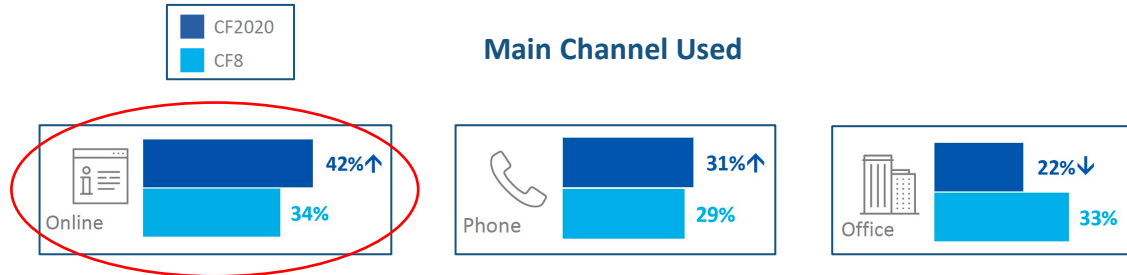 CF2020
CF8
Main Channel Used
Online
42%↑
34%
Phone
31%↑
29%
Office
22%↓
33%